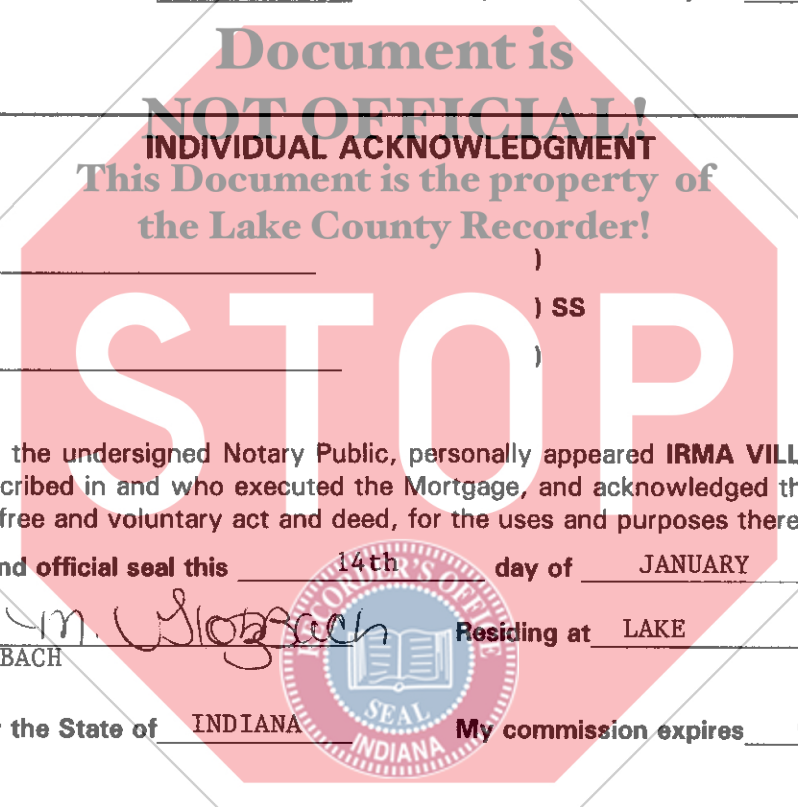 Document is
NOT OFFICIAL!
INDIVIDUAL ACKNOWLEDGMENT
This Document is the property of
the Lake County Recorder!
)
) SS
)
STOP
the undersigned Notary Public, personally appeared IRMA VILL
cribed in and who executed the Mortgage, and acknowledged th
free and voluntary act and deed, for the uses and purposes there
nd official seal this 14th day of JANUARY
M. Residing at LAKE
BACH
RECORDER'S OFFICE
SEAL
INDIANA
the State of INDIANA My commission expires